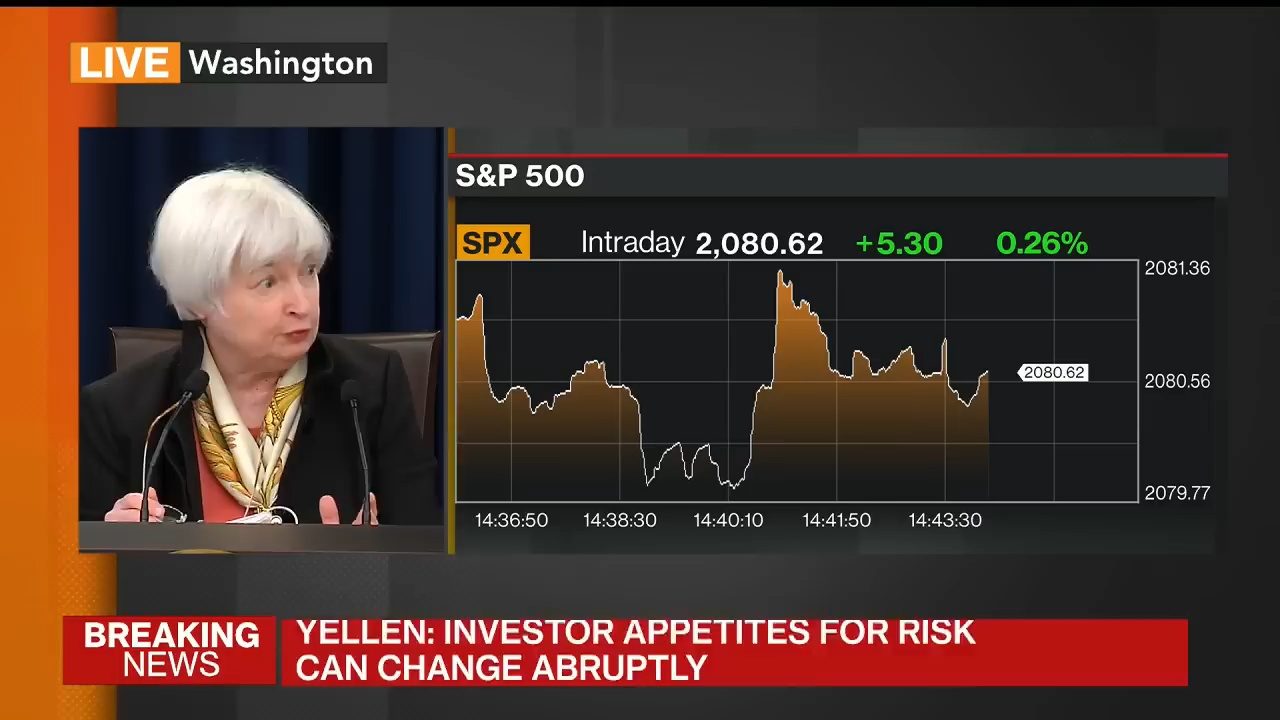 LIVE Washington
S&P 500
SPX Intraday 2,080.62 +5.30 0.26%
2081.36
2080.62
2080.56
2079.77
14:36:50 14:38:30 14:40:10 14:41:50 14:43:30
BREAKING NEWS
YELLEN: INVESTOR APPETITES FOR RISK
CAN CHANGE ABRUPTLY